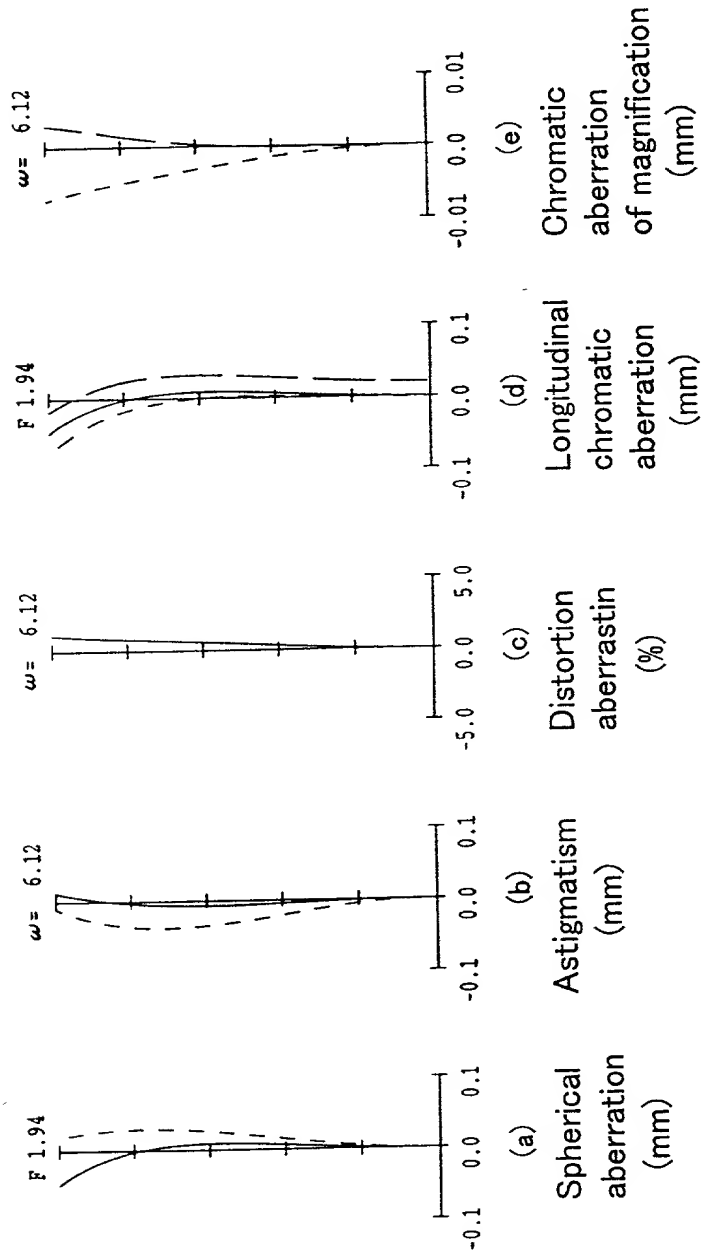 F 1.94
-0.1 0.0 0.1
(a)
Spherical
aberration
(mm)
ω= 6.12
-0.1 0.0 0.1
(b)
Astigmatism
(mm)
ω= 6.12
-5.0 0.0 5.0
(c)
Distortion
aberrastin
(%)
F 1.94
-0.1 0.0 0.1
(d)
Longitudinal
chromatic
aberration
(mm)
ω= 6.12
-0.01 0.0 0.01
(e)
Chromatic
aberration
of magnification
(mm)